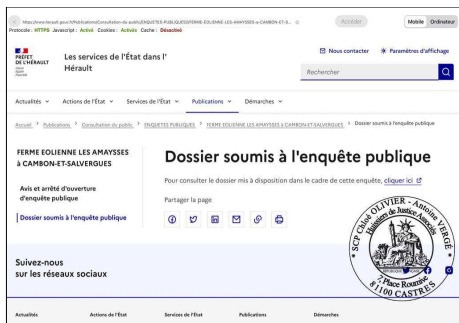 https://www.herault.gouv.fr/Publications/Consultation-du-public/ENQUETES-PUBLIQUES/FERME-EOLIENNE-LES-AMAYSSES-a-CAMBON-ET-S...
Accéder
Mobile Ordinateur
Protocole : HTTPS Javascript : Activé Cookies : Activés Cache : Désactivé
PRÉFET
DE L'HÉRAULT
Liberté
Égalité
Fraternité
Les services de l'État dans l'
Hérault
Nous contacter
Paramètres d'affichage
Rechercher
Actualités Actions de l'État Services de l'État Publications Démarches
Accueil > Publications > Consultation du public > ENQUETES PUBLIQUES > FERME EOLIENNE LES AMAYSSES à CAMBON-ET-SALVERGUES > Dossier soumis à l'enquête publique
FERME EOLIENNE LES AMAYSSES
à CAMBON-ET-SALVERGUES
Avis et arrêté d'ouverture
d'enquête publique
Dossier soumis à l'enquête publique
Dossier soumis à l'enquête publique
Pour consulter le dossier mis à disposition dans le cadre de cette enquête, cliquer ici
Partager la page
SCP Chloé OLIVIER - Antoine VERGÉ
Huissiers de Justice Associés
RÉPUBLIQUE FRANÇAISE
7, Place Roumive
81100 CASTRES
Suivez-nous
sur les réseaux sociaux
Actualités Actions de l'État Services de l'État Publications Démarches